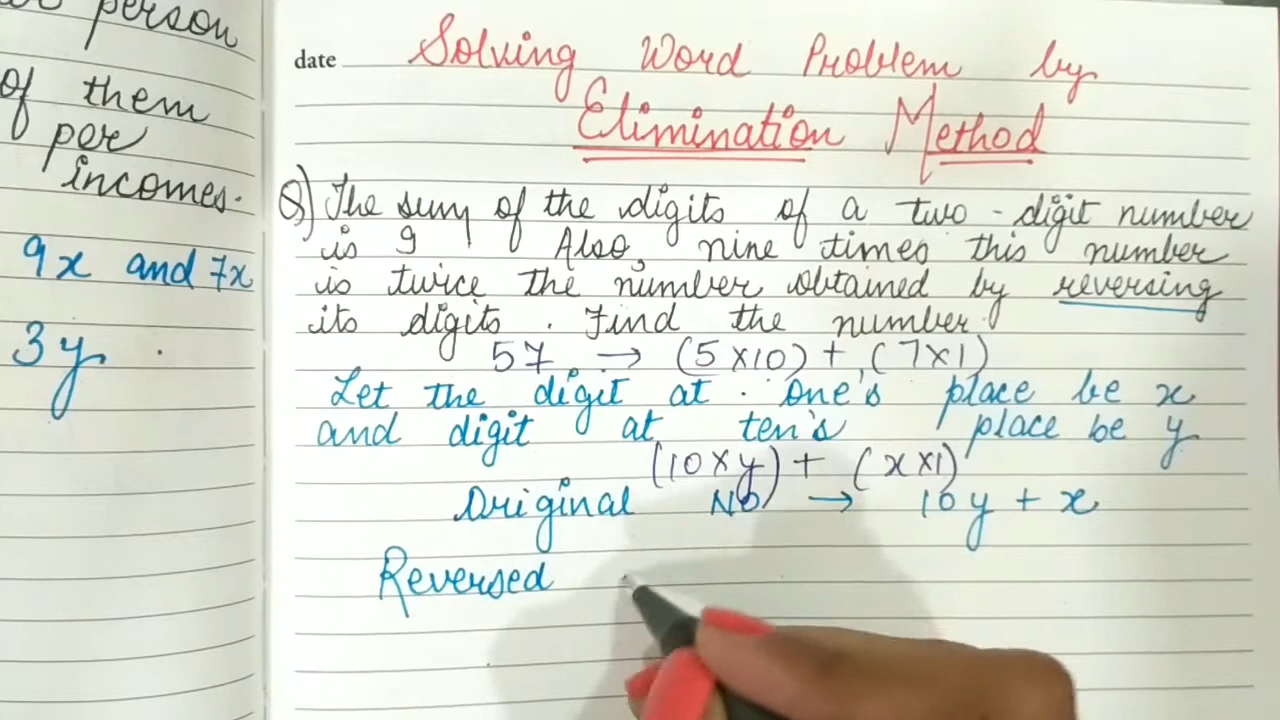 person
of them
per
incomes.
9x and 7x
3y.
date
Solving Word Problem by
Elimination Method
Q) The sum of the digits of a two-digit number
is 9. Also, nine times this number
is twice the number obtained by reversing
its digits. Find the number.
57 → (5×10) + (7×1)
Let the digit at one's place be x
and digit at ten's place be y
(10×y) + (x×1)
Original No → 10y + x
Reversed